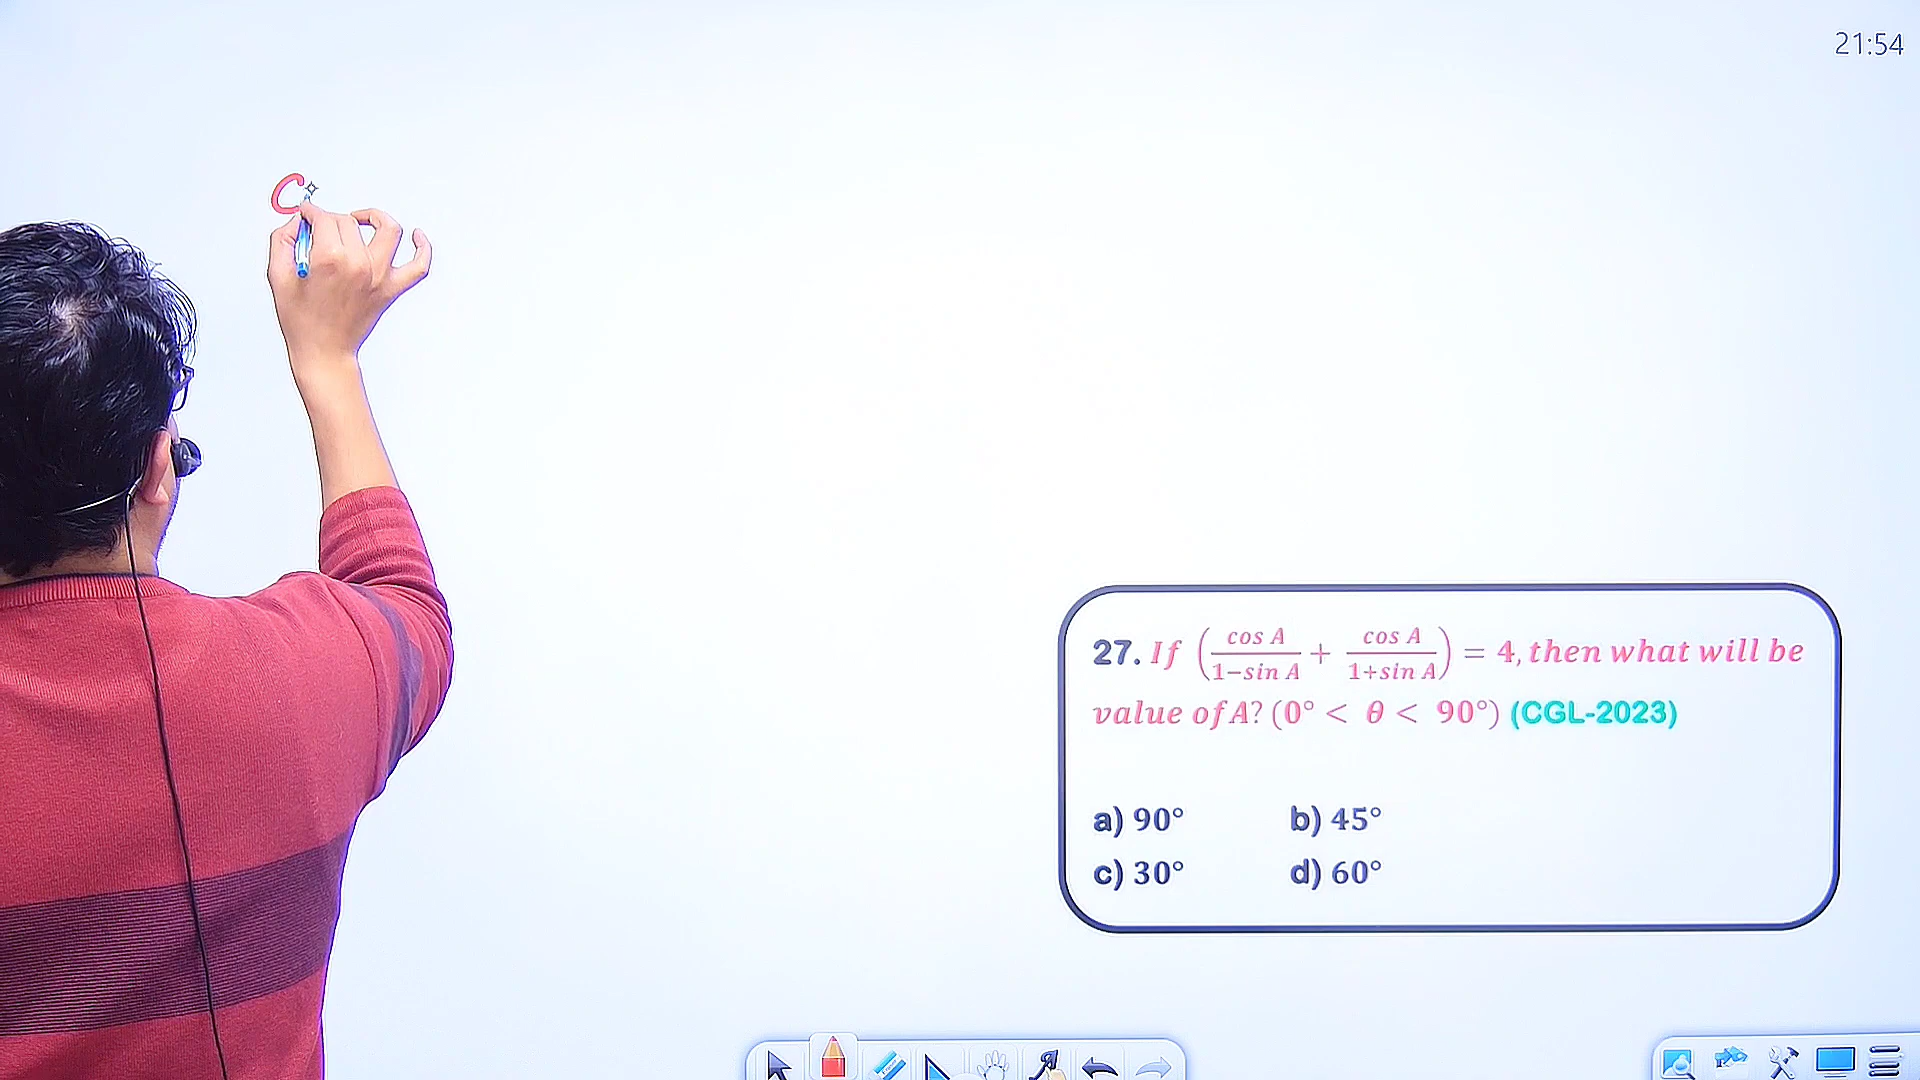 21:54
C
27. If (cos A/1−sin A + cos A/1+sin A) = 4, then what will be
value of A? (0° < θ < 90°) (CGL-2023)
a) 90° b) 45°
c) 30° d) 60°